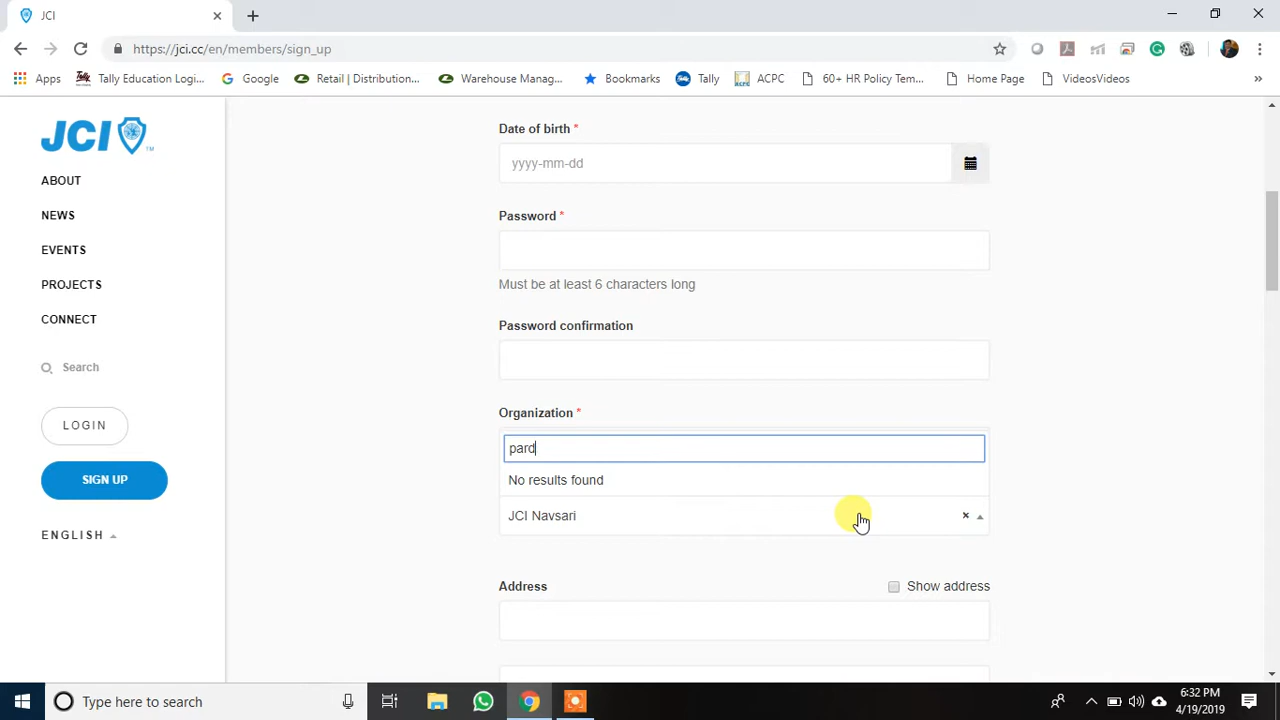 JCI
https://jci.cc/en/members/sign_up
Apps
Tally Education Logi...
Google
Retail | Distribution...
Warehouse Manag...
Bookmarks
Tally
ACPC
60+ HR Policy Tem...
Home Page
VideosVideos
»
JCI
TM
ABOUT
NEWS
EVENTS
PROJECTS
CONNECT
Search
LOGIN
SIGN UP
ENGLISH
Date of birth *
yyyy-mm-dd
Password *
Must be at least 6 characters long
Password confirmation
Organization *
pard
No results found
JCI Navsari
×
Address
Show address
Type here to search
6:32 PM
4/19/2019